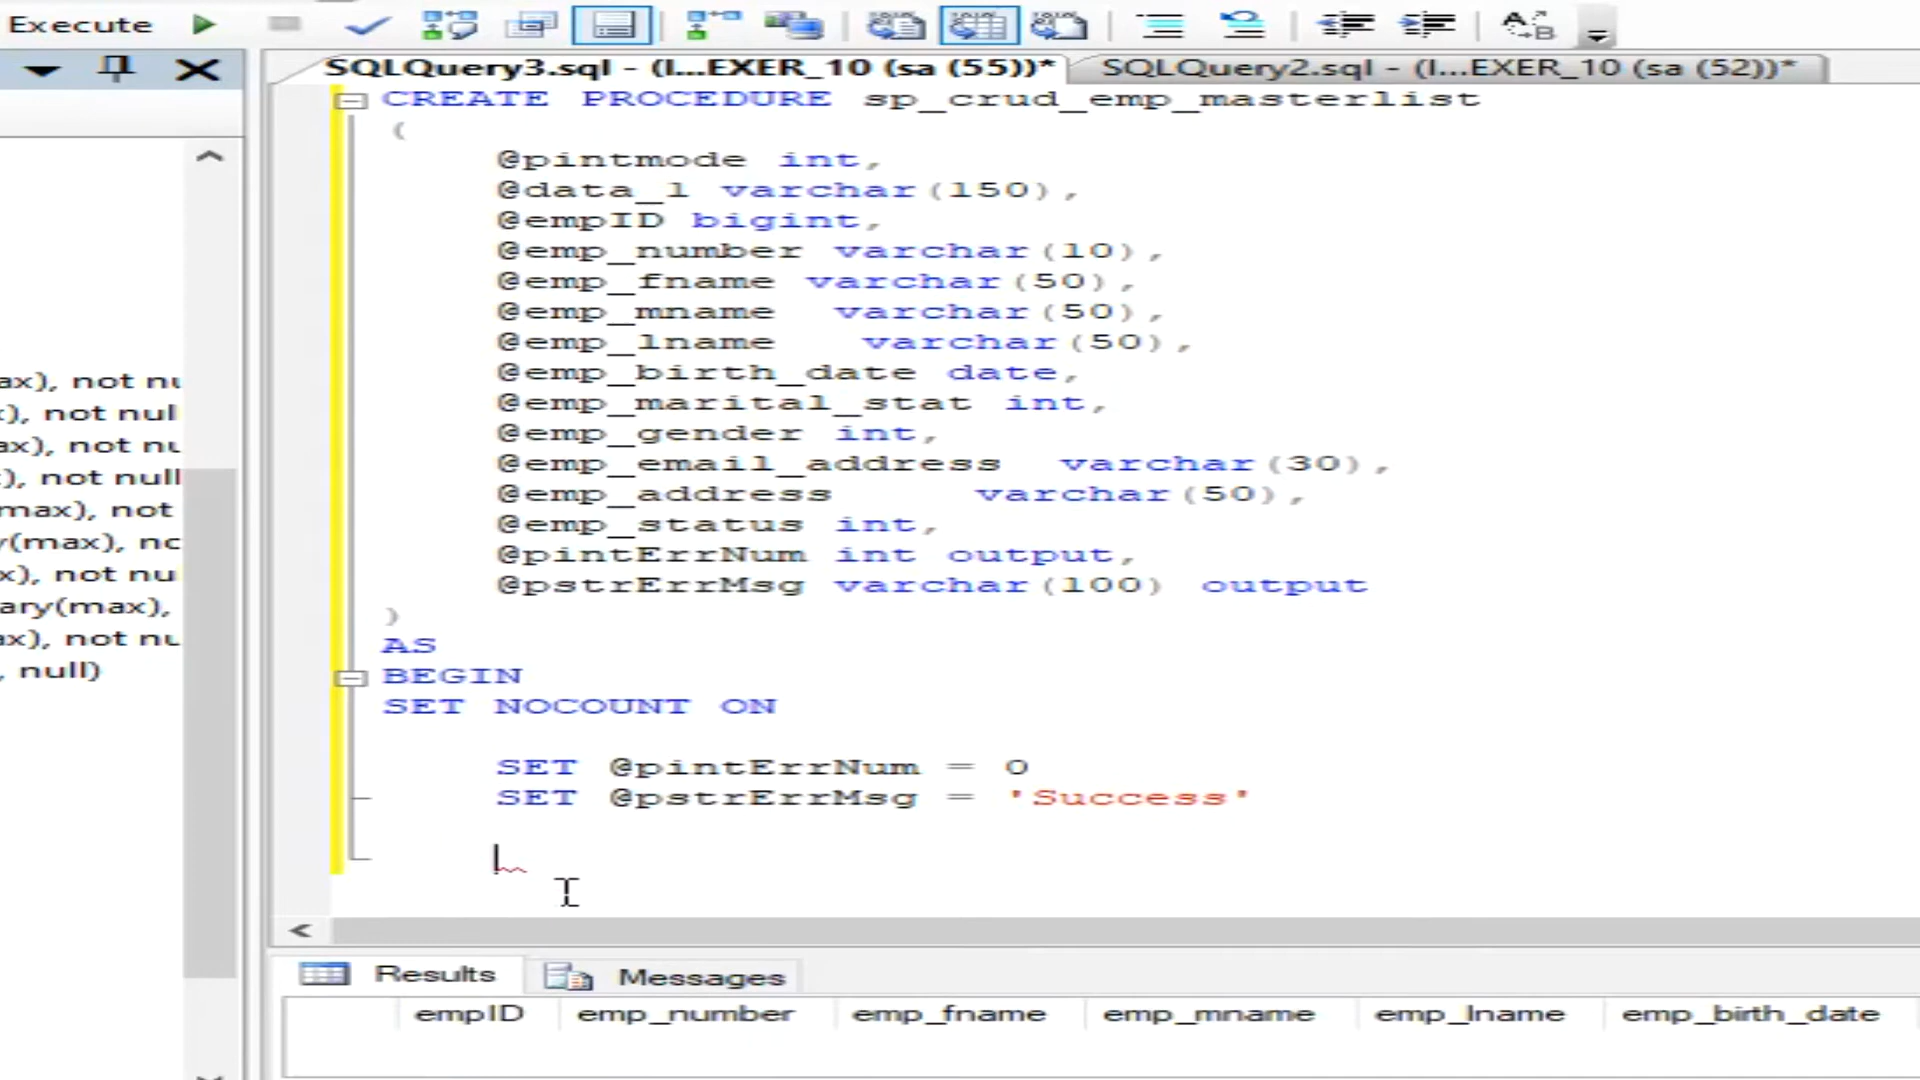 Execute
SQLQuery3.sql - (l...EXER_10 (sa (55))* SQLQuery2.sql - (l...EXER_10 (sa (52))*
CREATE PROCEDURE sp_crud_emp_masterlist
(
@pintmode int,
@data_1 varchar(150),
@empID bigint,
@emp_number varchar(10),
@emp_fname varchar(50),
@emp_mname varchar(50),
@emp_lname varchar(50),
@emp_birth_date date,
@emp_marital_stat int,
@emp_gender int,
@emp_email_address varchar(30),
@emp_address varchar(50),
@emp_status int,
@pintErrNum int output,
@pstrErrMsg varchar(100) output
)
AS
BEGIN
SET NOCOUNT ON
SET @pintErrNum = 0
SET @pstrErrMsg = 'Success'
ax), not nu
x), not null
ax), not nu
), not null
max), not
y(max), nc
x), not nu
ary(max),
ax), not nu
, null)
Results Messages
empID emp_number emp_fname emp_mname emp_lname emp_birth_date